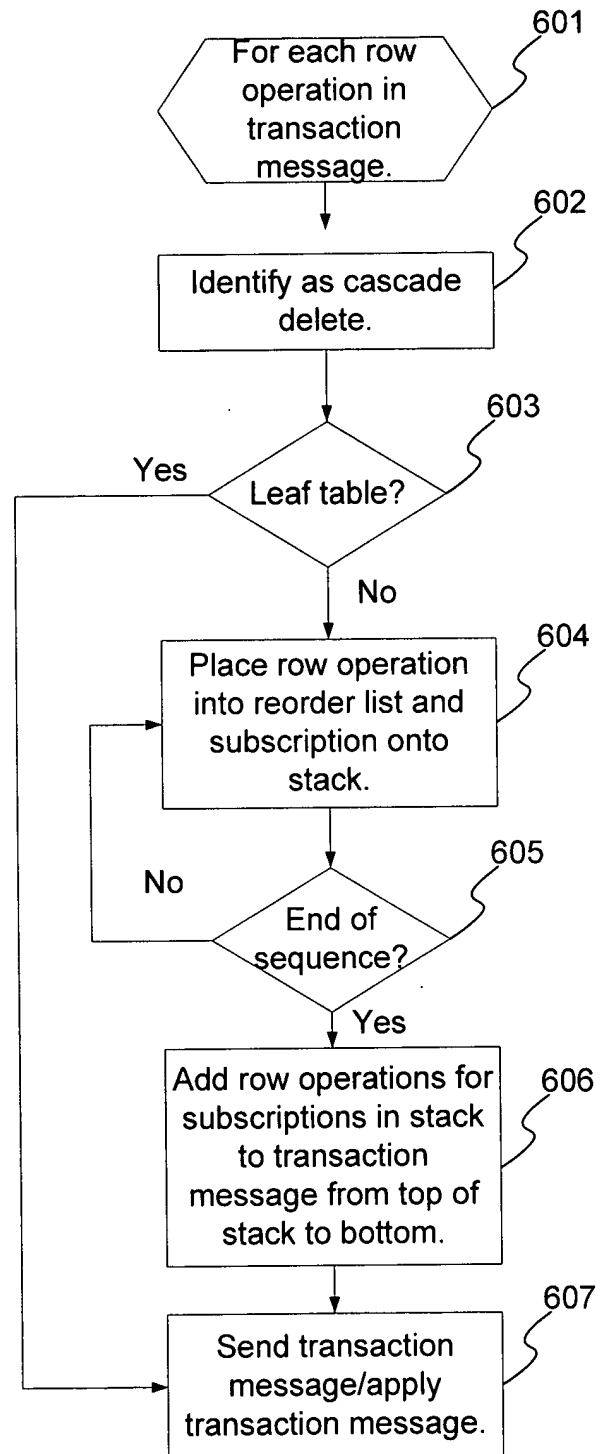 601
For each row
operation in
transaction
message.
602
Identify as cascade
delete.
603
Yes
Leaf table?
No
604
Place row operation
into reorder list and
subscription onto
stack.
605
No
End of
sequence?
Yes
606
Add row operations for
subscriptions in stack
to transaction
message from top of
stack to bottom.
607
Send transaction
message/apply
transaction message.